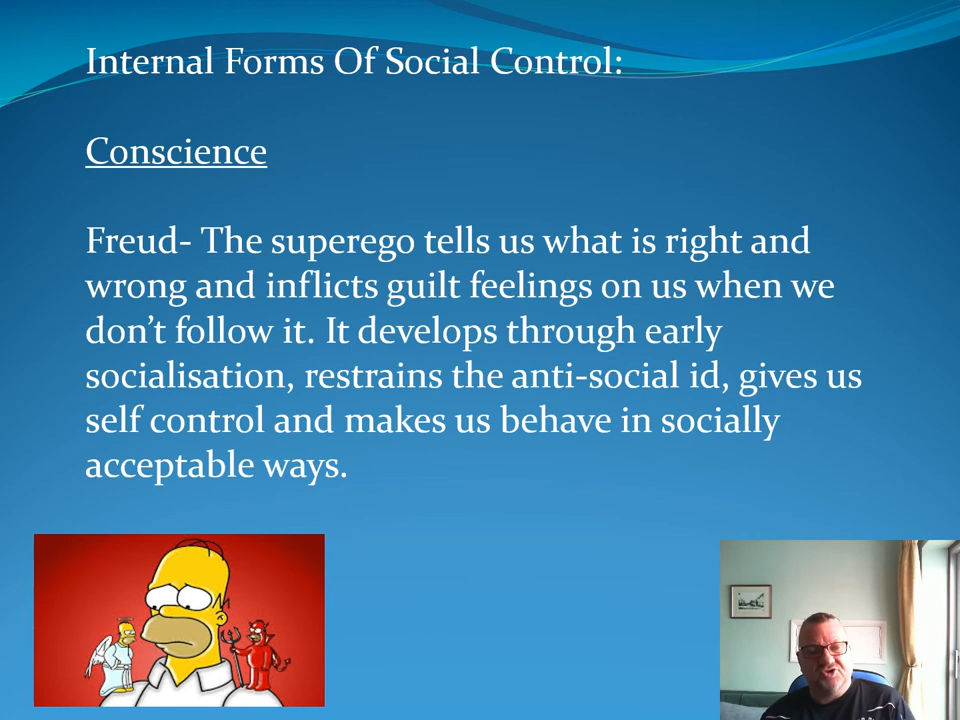 Internal Forms Of Social Control:
Conscience
Freud- The superego tells us what is right and
wrong and inflicts guilt feelings on us when we
don’t follow it. It develops through early
socialisation, restrains the anti-social id, gives us
self control and makes us behave in socially
acceptable ways.